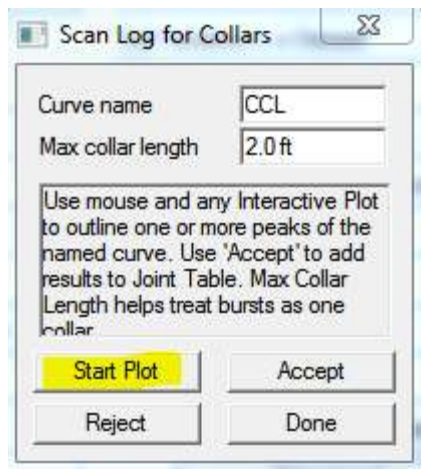 Scan Log for Collars
Curve name CCL
Max collar length 2.0 ft
Use mouse and any Interactive Plot
to outline one or more peaks of the
named curve. Use 'Accept' to add
results to Joint Table. Max Collar
Length helps treat bursts as one
collar
Start Plot Accept
Reject Done